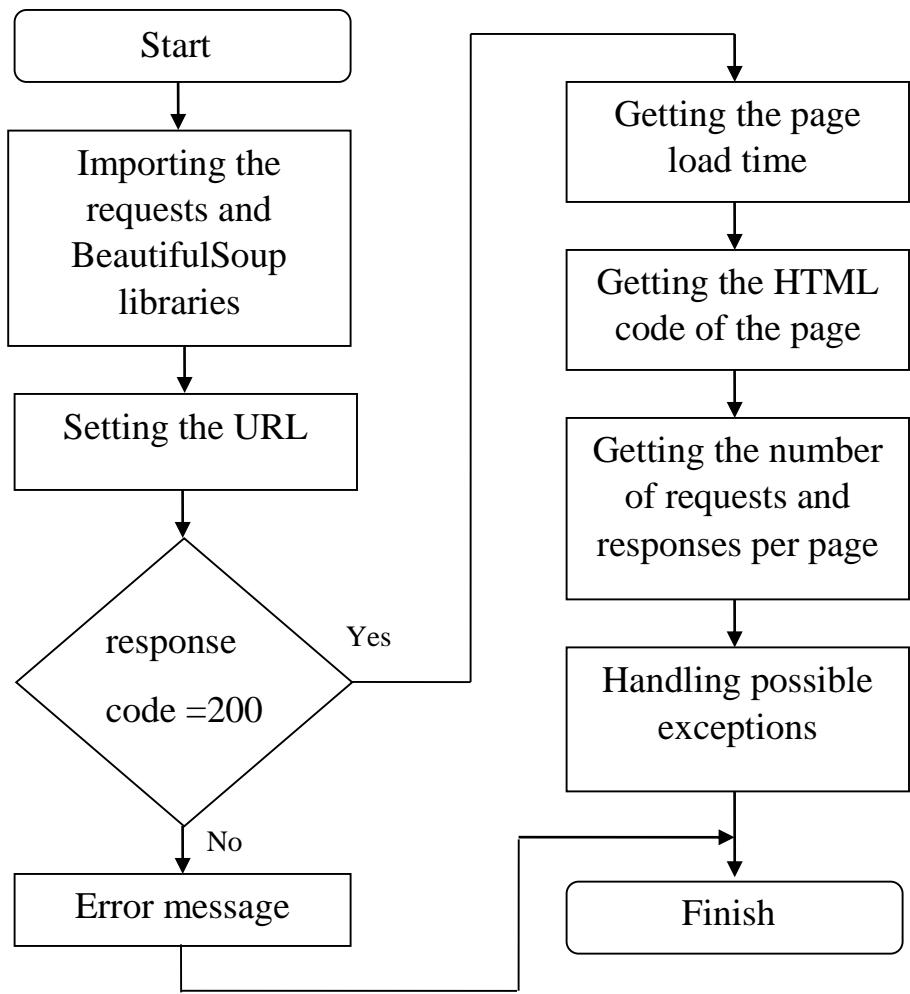 Start
Importing the
requests and
BeautifulSoup
libraries
Setting the URL
response
code =200
Yes
No
Error message
Getting the page
load time
Getting the HTML
code of the page
Getting the number
of requests and
responses per page
Handling possible
exceptions
Finish